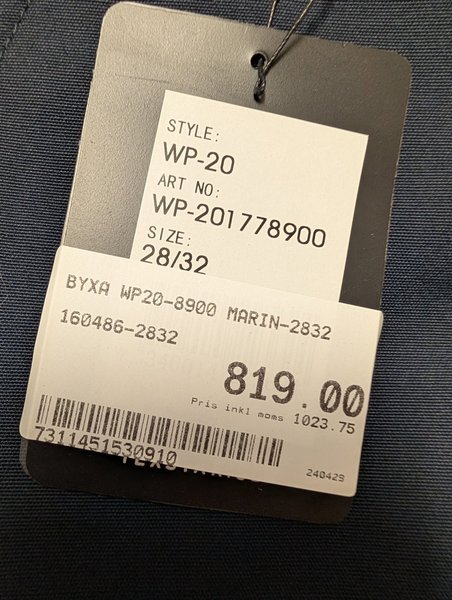 STYLE:
WP-20
ART NO:
WP-201778900
SIZE:
28/32
BYXA WP20-8900 MARIN-2832
160486-2832
819.00
Pris inkl moms 1023.75
7311451530910
240429